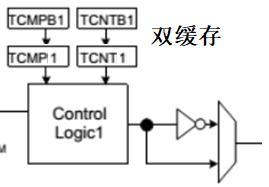 TCMPB1 TCNTB1 双缓存
TCMP1 TCNT1
Control
Logic1
M